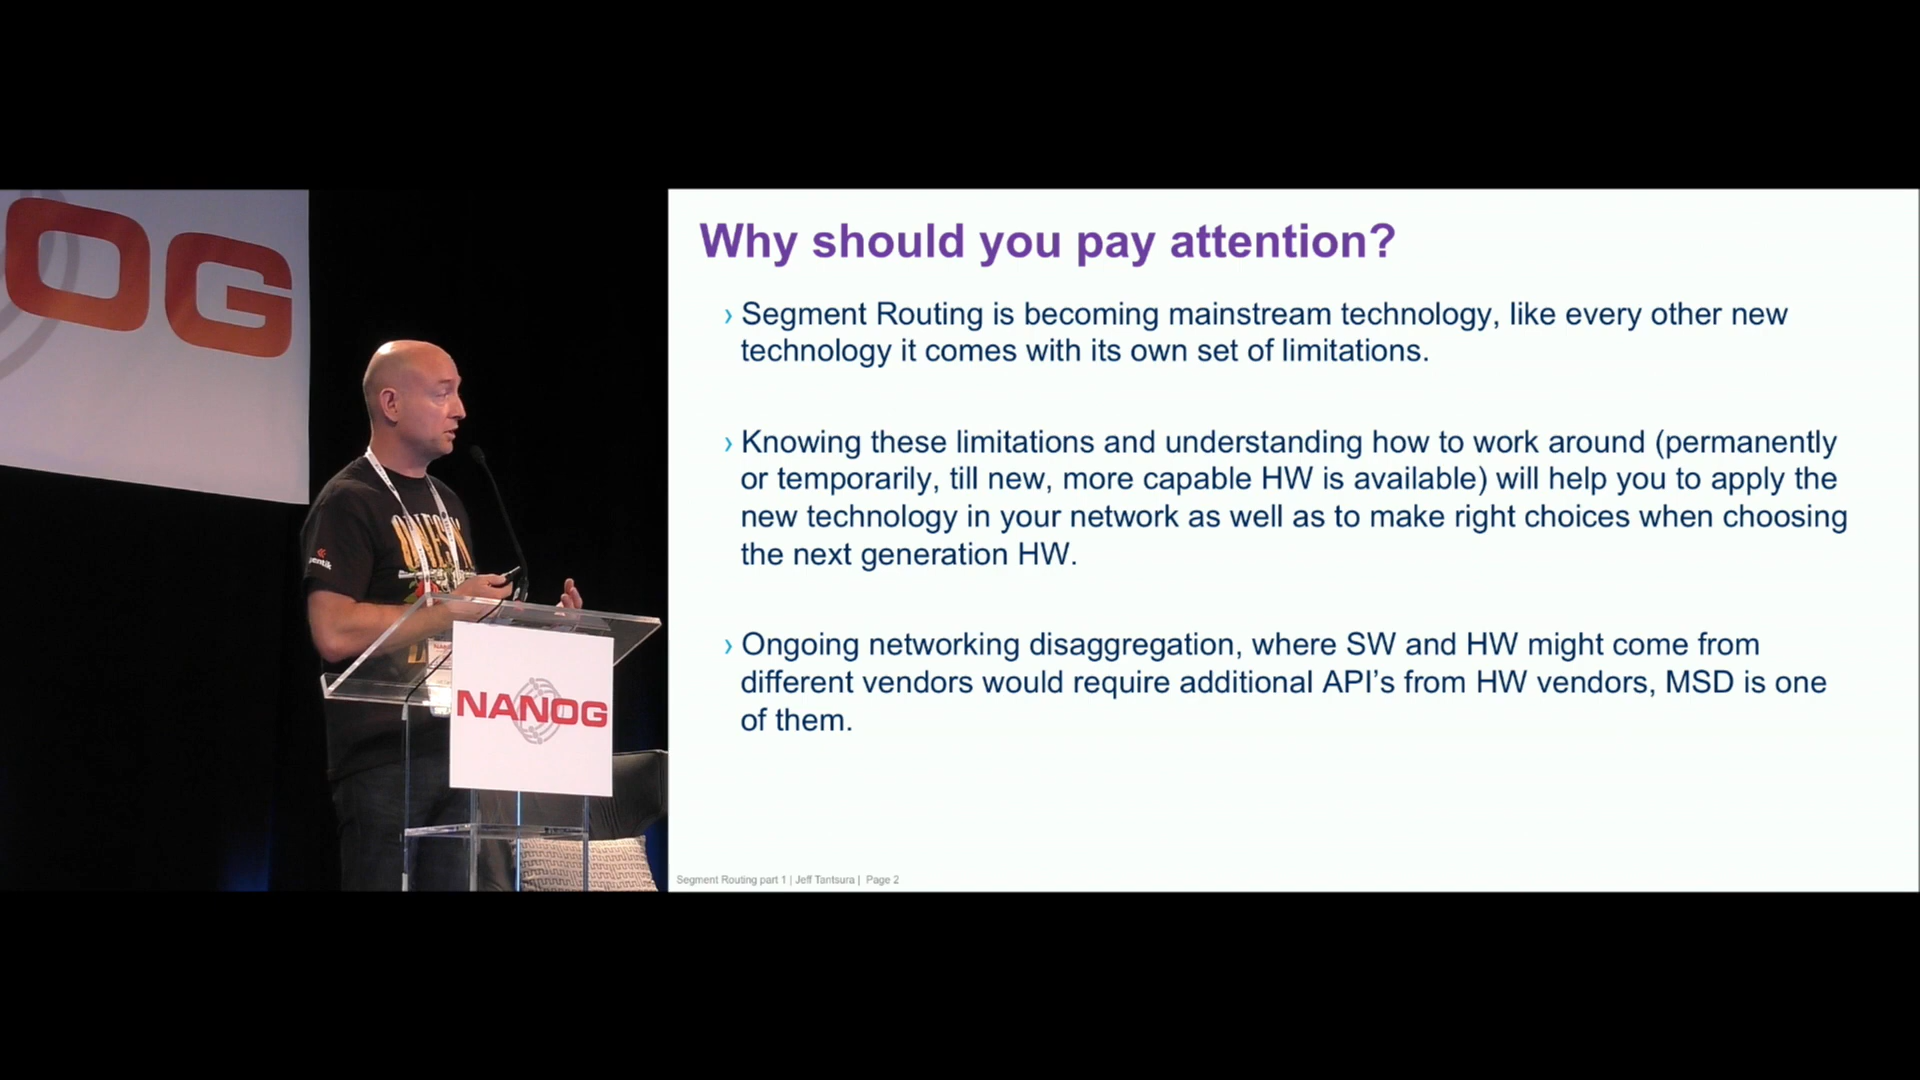 OG
NANOG
Why should you pay attention?
› Segment Routing is becoming mainstream technology, like every other new
technology it comes with its own set of limitations.
› Knowing these limitations and understanding how to work around (permanently
or temporarily, till new, more capable HW is available) will help you to apply the
new technology in your network as well as to make right choices when choosing
the next generation HW.
› Ongoing networking disaggregation, where SW and HW might come from
different vendors would require additional API’s from HW vendors, MSD is one
of them.
Segment Routing part 1 | Jeff Tantsura | Page 2